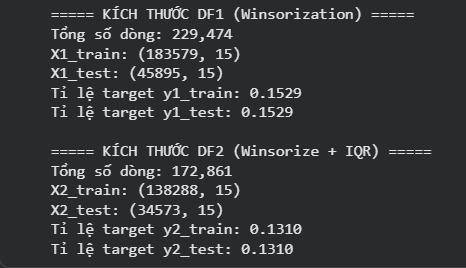 ===== KÍCH THƯỚC DF1 (Winsorization) =====
Tổng số dòng: 229,474
X1_train: (183579, 15)
X1_test: (45895, 15)
Tỉ lệ target y1_train: 0.1529
Tỉ lệ target y1_test: 0.1529

===== KÍCH THƯỚC DF2 (Winsorize + IQR) =====
Tổng số dòng: 172,861
X2_train: (138288, 15)
X2_test: (34573, 15)
Tỉ lệ target y2_train: 0.1310
Tỉ lệ target y2_test: 0.1310